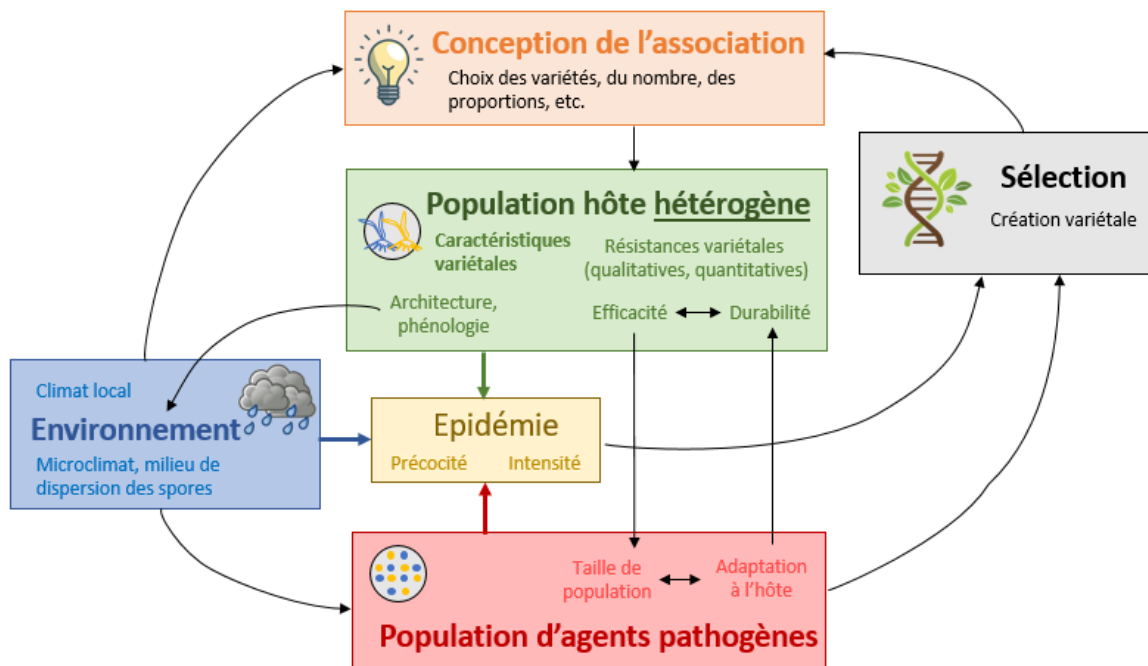 Conception de l'association
Choix des variétés, du nombre, des
proportions, etc.
Sélection
Création variétale
Population hôte hétérogène
Caractéristiques
variétales
Résistances variétales
(qualitatives, quantitatives)
Architecture,
phénologie
Efficacité
Durabilité
Climat local
Environnement
Microclimat, milieu de
dispersion des spores
Epidémie
Précocité
Intensité
Taille de
population
Adaptation
à l'hôte
Population d'agents pathogènes